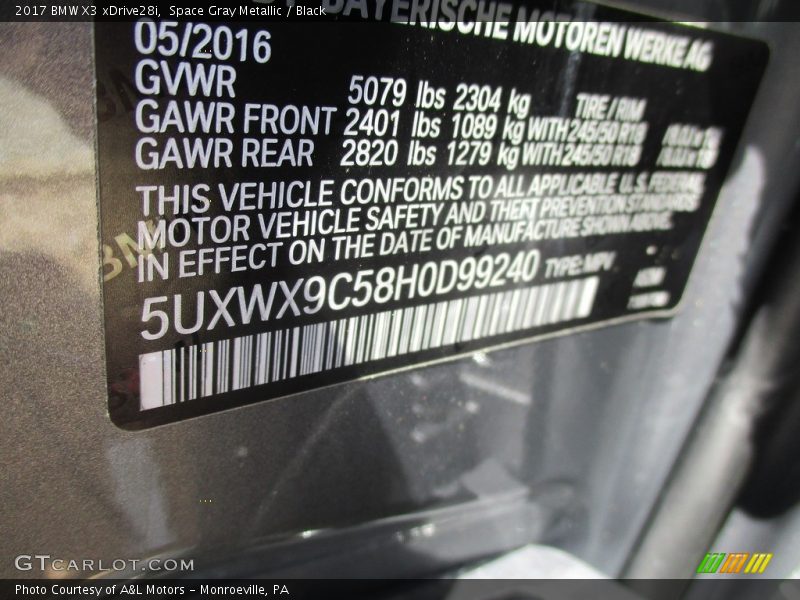 2017 BMW X3 xDrive28i, Space Gray Metallic / Black
BAYERISCHE MOTOREN WERKE AG
05/2016
GVWR 5079 lbs 2304 kg TIRE / RIM
GAWR FRONT 2401 lbs 1089 kg WITH 245/50 R18
GAWR REAR 2820 lbs 1279 kg WITH 245/50 R18
THIS VEHICLE CONFORMS TO ALL APPLICABLE U.S. FEDERAL
MOTOR VEHICLE SAFETY AND THEFT PREVENTION STANDARDS
IN EFFECT ON THE DATE OF MANUFACTURE SHOWN ABOVE.
5UXWX9C58H0D99240 TYPE: MPV
GTCARLOT.COM
Photo Courtesy of A&L Motors - Monroeville, PA